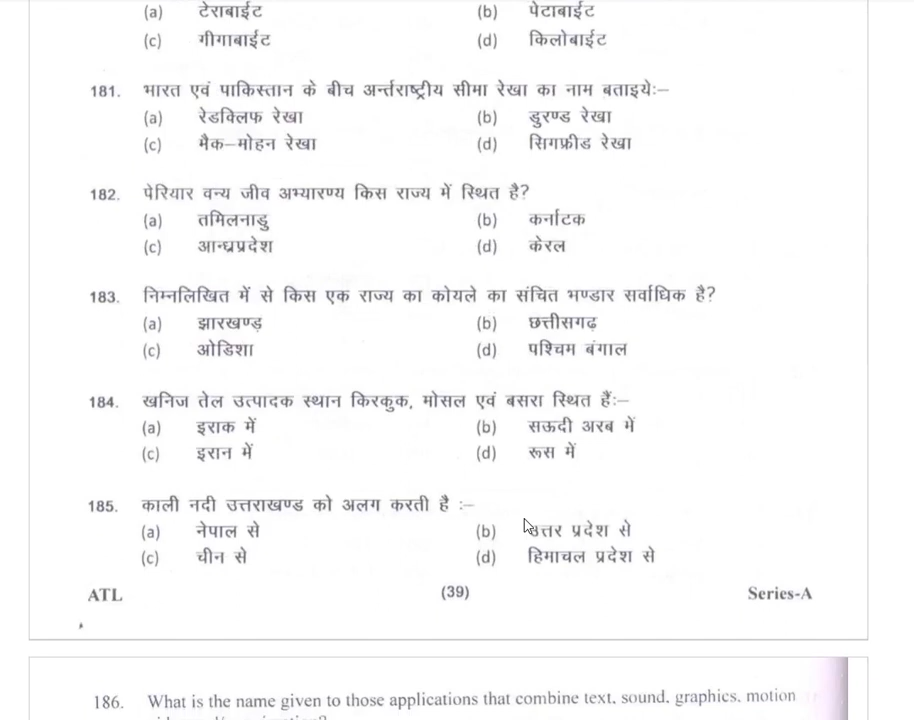 (a) टेराबाईट (b) पेटाबाईट
(c) गीगाबाईट (d) किलोबाईट
181. भारत एवं पाकिस्तान के बीच अर्न्तराष्ट्रीय सीमा रेखा का नाम बताइये:–
(a) रेडक्लिफ रेखा (b) डुरण्ड रेखा
(c) मैक–मोहन रेखा (d) सिगफ्रीड रेखा
182. पेरियार वन्य जीव अभ्यारण्य किस राज्य में स्थित है?
(a) तमिलनाडु (b) कर्नाटक
(c) आन्ध्रप्रदेश (d) केरल
183. निम्नलिखित में से किस एक राज्य का कोयले का संचित भण्डार सर्वाधिक है?
(a) झारखण्ड़ (b) छत्तीसगढ़
(c) ओडिशा (d) पश्चिम बंगाल
184. खनिज तेल उत्पादक स्थान किरकुक, मोसल एवं बसरा स्थित हैं:–
(a) इराक में (b) सऊदी अरब में
(c) इरान में (d) रूस में
185. काली नदी उत्तराखण्ड को अलग करती है :–
(a) नेपाल से (b) उत्तर प्रदेश से
(c) चीन से (d) हिमाचल प्रदेश से
ATL (39) Series-A
186. What is the name given to those applications that combine text, sound, graphics, motion